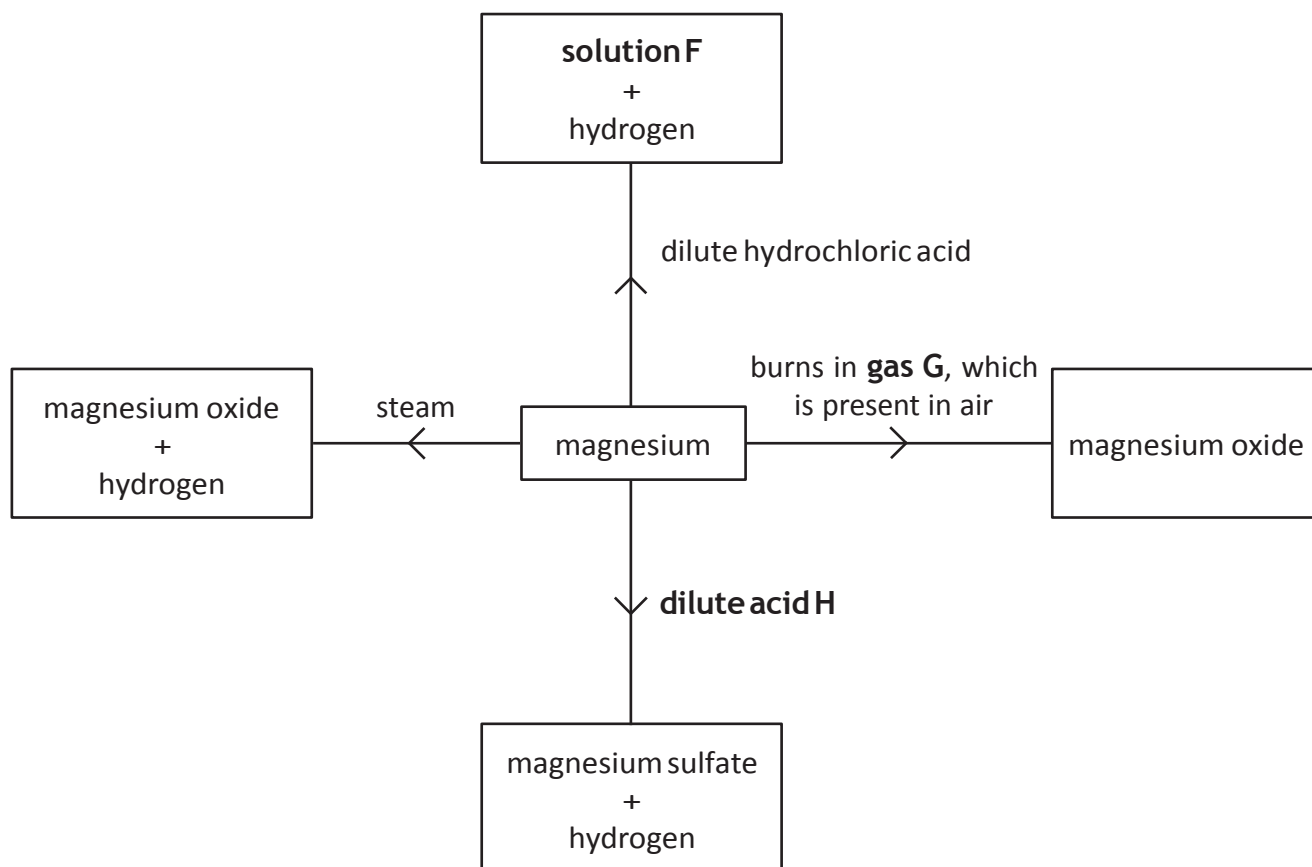 solution F
+
hydrogen
dilute hydrochloric acid
burns in gas G, which
is present in air
magnesium oxide
+
hydrogen
steam
magnesium
magnesium oxide
dilute acid H
magnesium sulfate
+
hydrogen